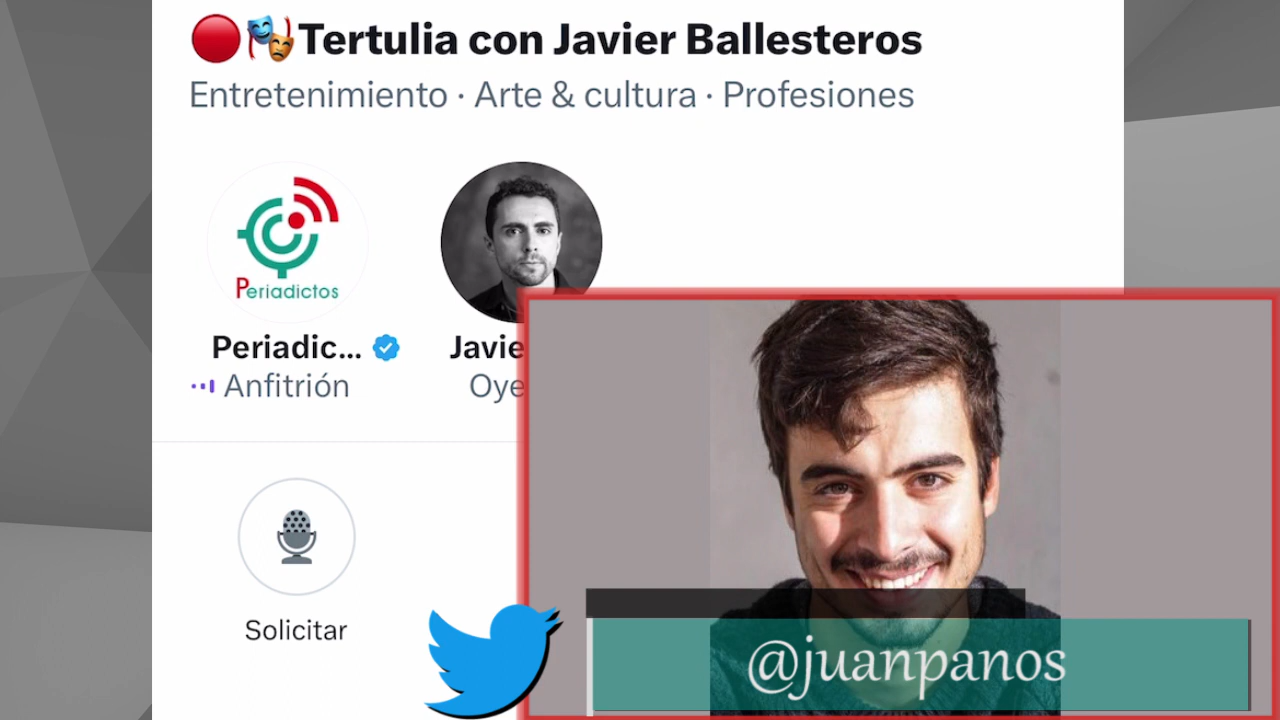 Tertulia con Javier Ballesteros
Entretenimiento · Arte & cultura · Profesiones
Periadictos
Periadic...
Javie
Anfitrión
Oye
Solicitar
@juanpanos